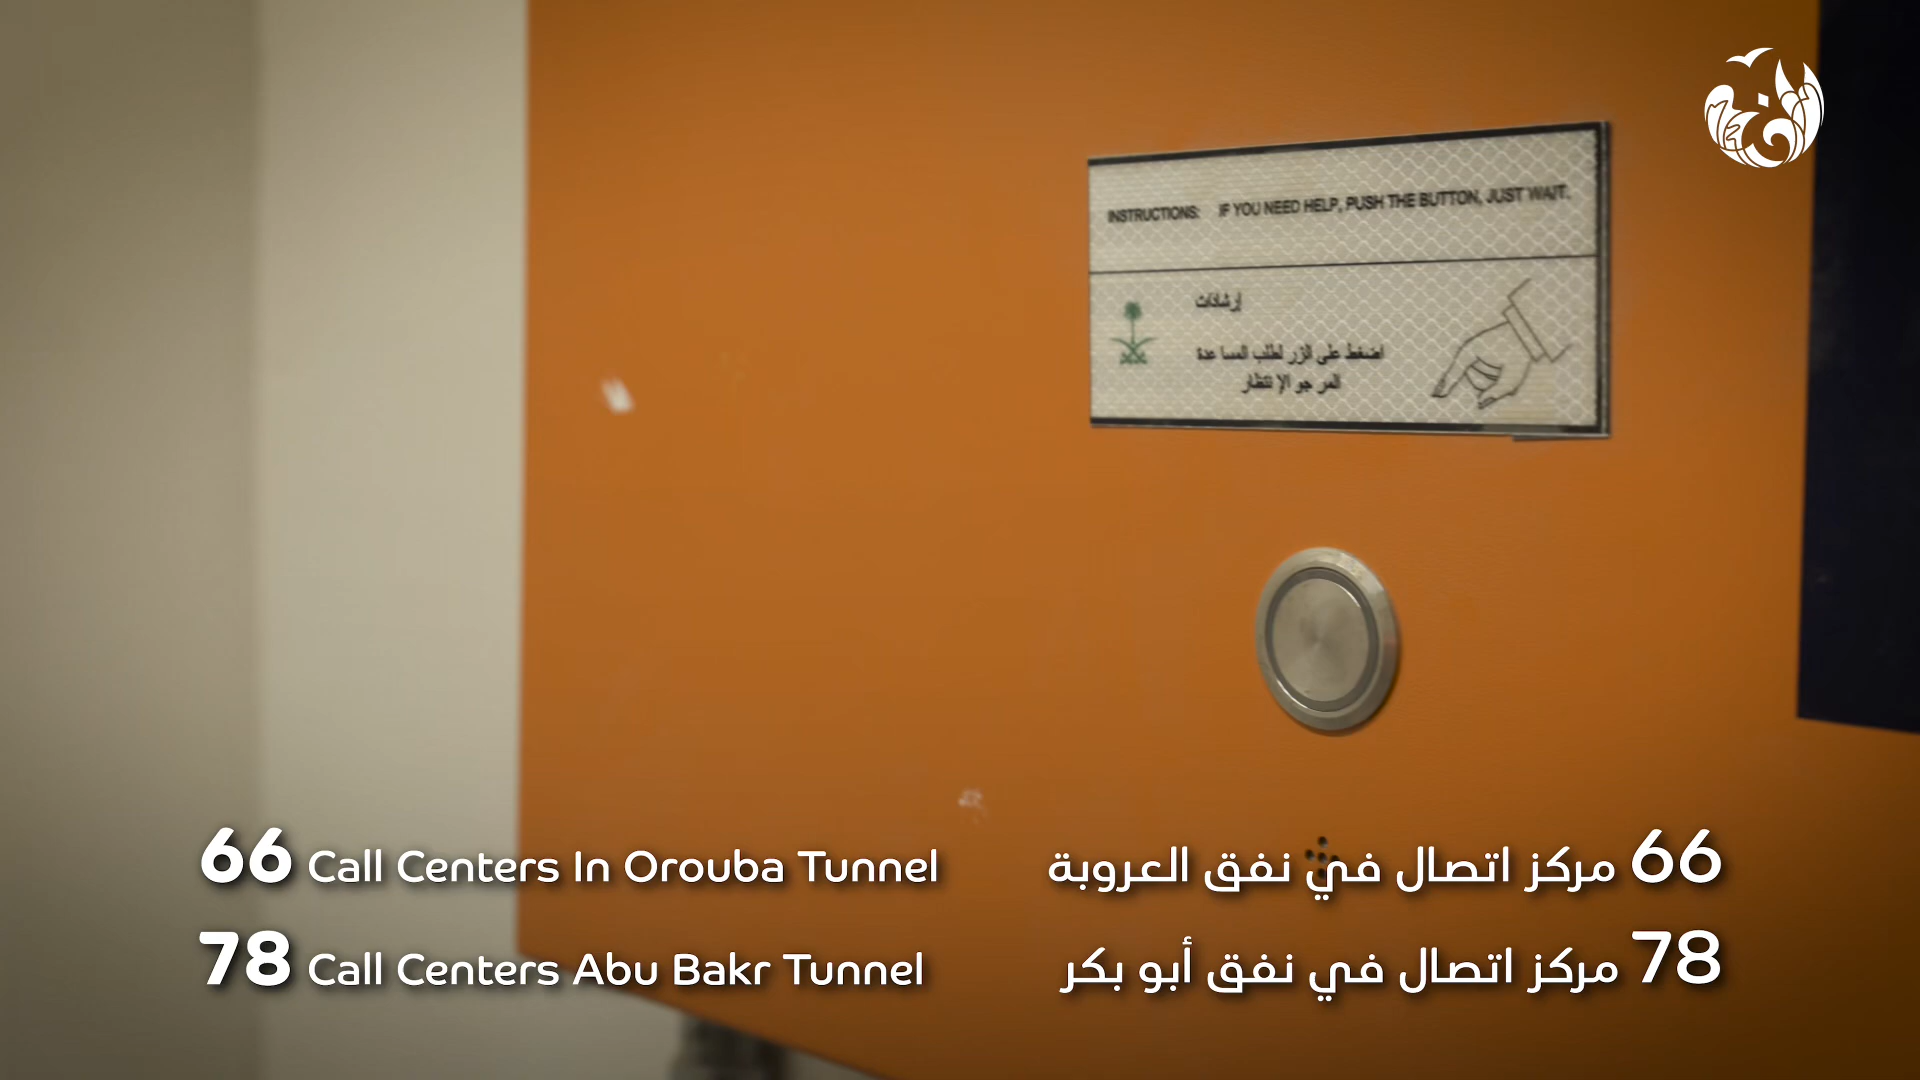 INSTRUCTIONS: IF YOU NEED HELP, PUSH THE BUTTON, JUST WAIT.
إرشادات
اضغط على الزر لطلب المساعدة
المرجو الإنتظار
66 Call Centers In Orouba Tunnel
66 مركز اتصال في نفق العروبة
78 Call Centers Abu Bakr Tunnel
78 مركز اتصال في نفق أبو بكر